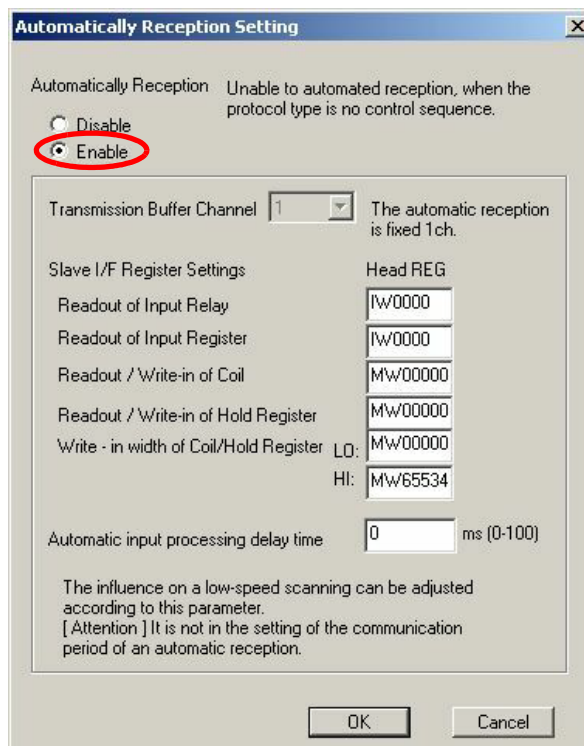 Automatically Reception Setting
Automatically Reception
Unable to automated reception, when the
protocol type is no control sequence.
Disable
Enable
Transmission Buffer Channel
1
The automatic reception
is fixed 1ch.
Slave I/F Register Settings
Head REG
Readout of Input Relay
IW0000
Readout of Input Register
IW0000
Readout / Write-in of Coil
MW00000
Readout / Write-in of Hold Register
MW00000
Write - in width of Coil/Hold Register LO:
MW00000
HI:
MW65534
Automatic input processing delay time
0
ms (0-100)
The influence on a low-speed scanning can be adjusted
according to this parameter.
[ Attention ] It is not in the setting of the communication
period of an automatic reception.
OK
Cancel